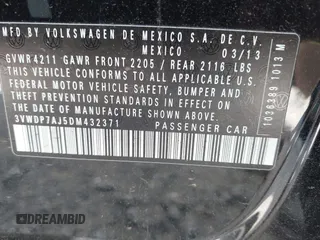 MFD BY VOLKSWAGEN DE MEXICO S.A. DE C.V.
MEXICO 03/13
GVWR 4211 GAWR FRONT 2205 / REAR 2116 LBS
THIS VEHICLE CONFORMS TO ALL APPLICABLE U.S.
FEDERAL MOTOR VEHICLE SAFETY, BUMPER AND
THEFT PREVENTION STANDARDS IN EFFECT ON THE
DATE OF MANUFACTURE SHOWN ABOVE.
3VWDP7AJ5DM432371 PASSENGER CAR
1036389 1013 M
DREAMBID